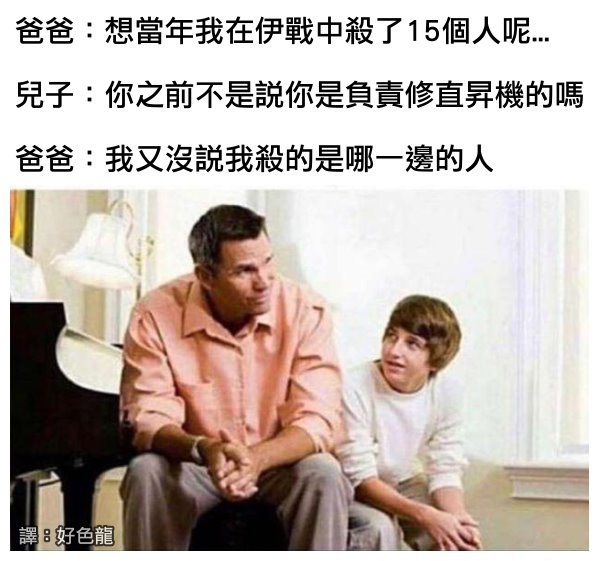 爸爸：想當年我在伊戰中殺了15個人呢…
兒子：你之前不是說你是負責修直昇機的嗎
爸爸：我又沒說我殺的是哪一邊的人
譯：好色龍